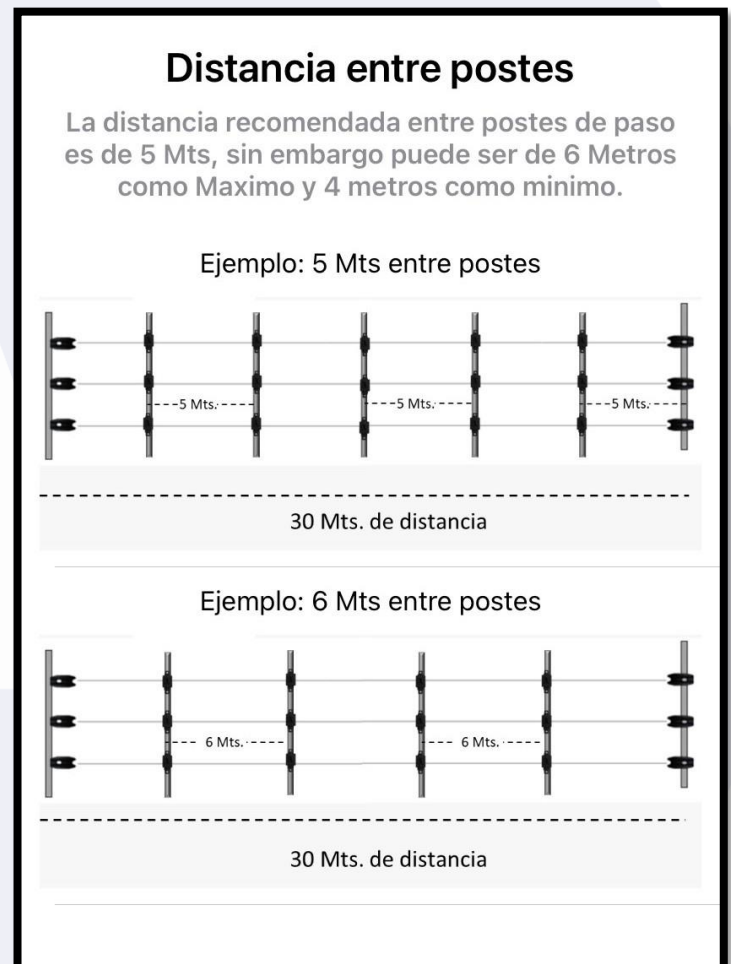 Distancia entre postes
La distancia recomendada entre postes de paso
es de 5 Mts, sin embargo puede ser de 6 Metros
como Maximo y 4 metros como minimo.
Ejemplo: 5 Mts entre postes
5 Mts. 5 Mts. 5 Mts.
30 Mts. de distancia
Ejemplo: 6 Mts entre postes
6 Mts. 6 Mts.
30 Mts. de distancia